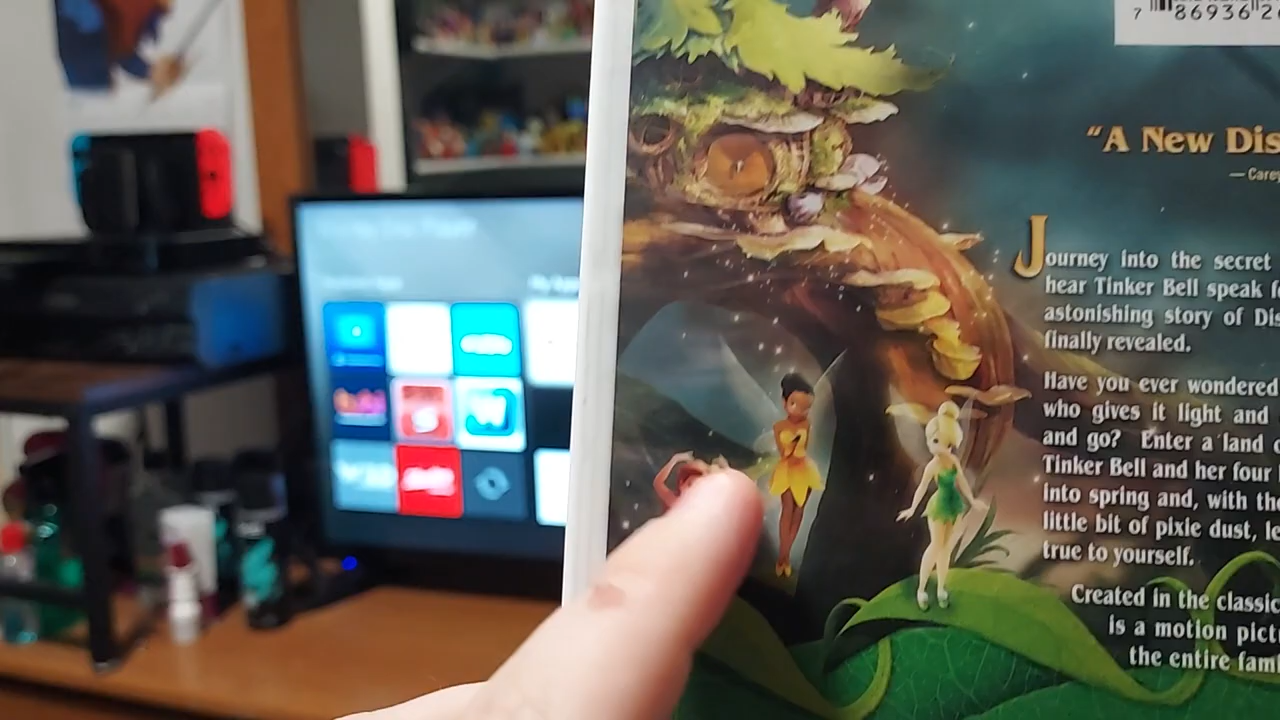 7 86936 2
"A New Dis
— Carey
Journey into the secret
hear Tinker Bell speak f
astonishing story of Dis
finally revealed.
Have you ever wondered
who gives it light and
and go? Enter a land o
Tinker Bell and her four
into spring and, with the
little bit of pixie dust, le
true to yourself.
Created in the classic
is a motion pict
the entire fam